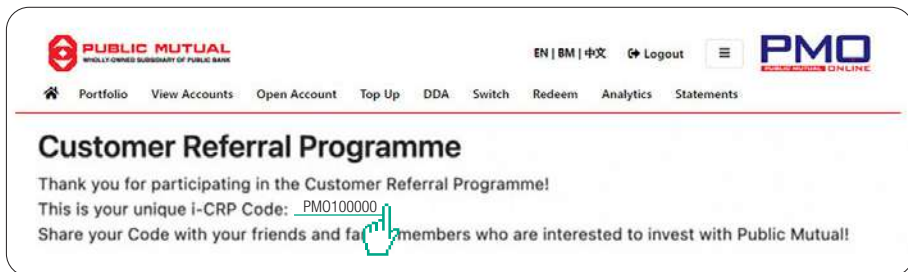 PUBLIC MUTUAL
WHOLLY-OWNED SUBSIDIARY OF PUBLIC BANK
EN | BM | 中文 Logout
PMO
PUBLIC MUTUAL ONLINE
Portfolio View Accounts Open Account Top Up DDA Switch Redeem Analytics Statements
Customer Referral Programme
Thank you for participating in the Customer Referral Programme!
This is your unique i-CRP Code: PM0100000
Share your Code with your friends and family members who are interested to invest with Public Mutual!